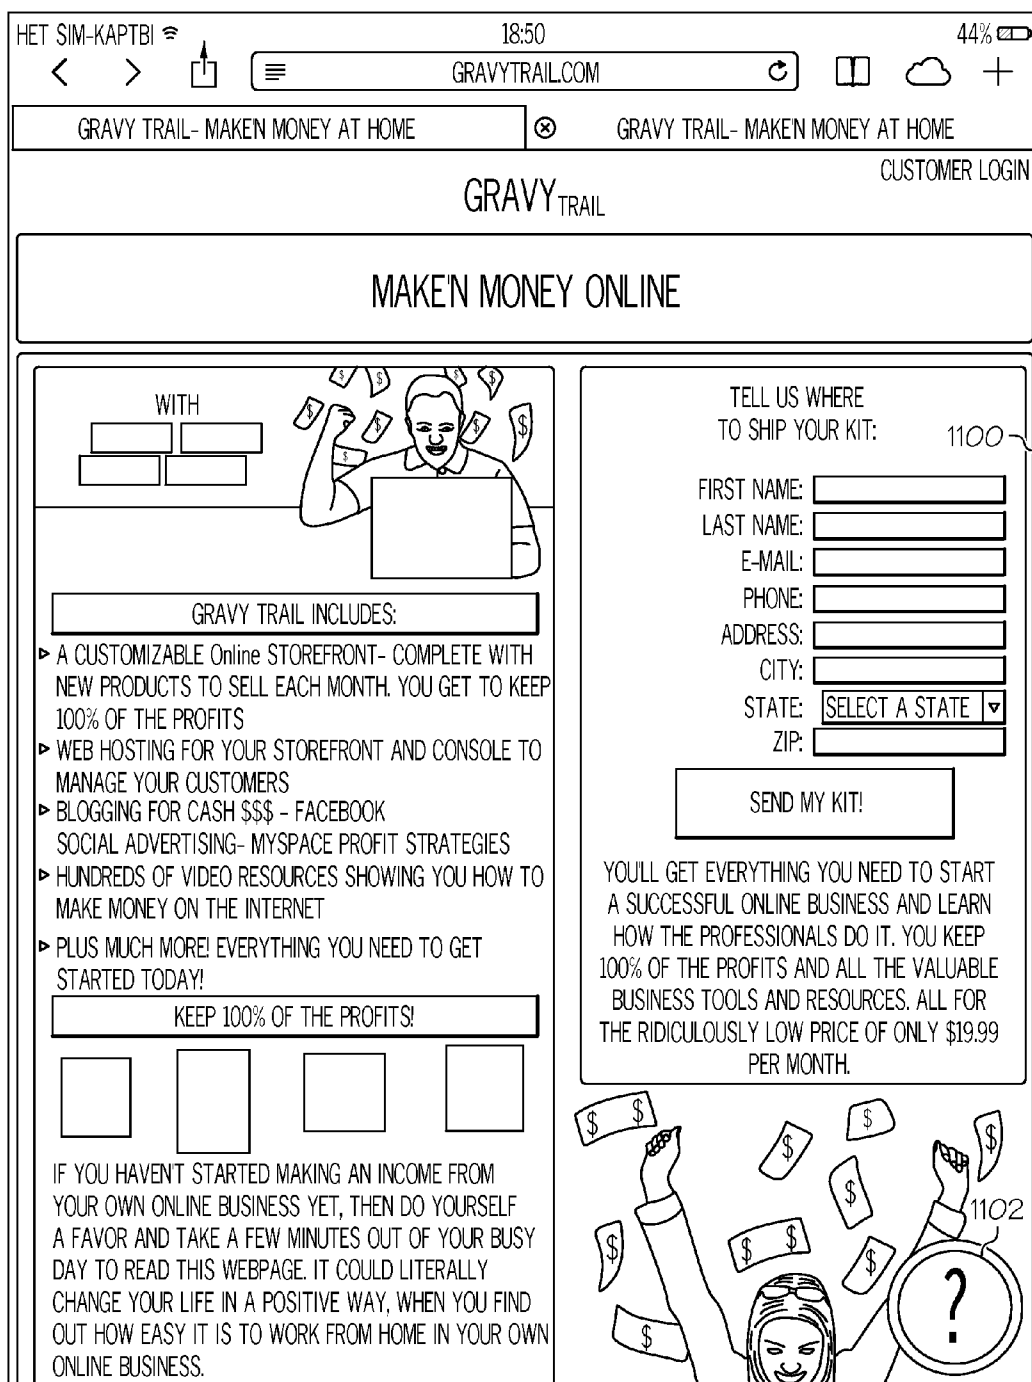 HET SIM-KAPTBI 18:50 44%
GRAVYTRAIL.COM
GRAVY TRAIL- MAKE'N MONEY AT HOME
GRAVY TRAIL- MAKE'N MONEY AT HOME
CUSTOMER LOGIN
GRAVY TRAIL
MAKE'N MONEY ONLINE
WITH
$ $ $ $ $ $
GRAVY TRAIL INCLUDES:
A CUSTOMIZABLE Online STOREFRONT- COMPLETE WITH
NEW PRODUCTS TO SELL EACH MONTH. YOU GET TO KEEP
100% OF THE PROFITS
WEB HOSTING FOR YOUR STOREFRONT AND CONSOLE TO
MANAGE YOUR CUSTOMERS
BLOGGING FOR CASH $$$ - FACEBOOK
SOCIAL ADVERTISING- MYSPACE PROFIT STRATEGIES
HUNDREDS OF VIDEO RESOURCES SHOWING YOU HOW TO
MAKE MONEY ON THE INTERNET
PLUS MUCH MORE! EVERYTHING YOU NEED TO GET
STARTED TODAY!
KEEP 100% OF THE PROFITS!
IF YOU HAVEN'T STARTED MAKING AN INCOME FROM
YOUR OWN ONLINE BUSINESS YET, THEN DO YOURSELF
A FAVOR AND TAKE A FEW MINUTES OUT OF YOUR BUSY
DAY TO READ THIS WEBPAGE. IT COULD LITERALLY
CHANGE YOUR LIFE IN A POSITIVE WAY, WHEN YOU FIND
OUT HOW EASY IT IS TO WORK FROM HOME IN YOUR OWN
ONLINE BUSINESS.
TELL US WHERE
TO SHIP YOUR KIT:
1100
FIRST NAME:
LAST NAME:
E-MAIL:
PHONE:
ADDRESS:
CITY:
STATE: SELECT A STATE
ZIP:
SEND MY KIT!
YOU'LL GET EVERYTHING YOU NEED TO START
A SUCCESSFUL ONLINE BUSINESS AND LEARN
HOW THE PROFESSIONALS DO IT. YOU KEEP
100% OF THE PROFITS AND ALL THE VALUABLE
BUSINESS TOOLS AND RESOURCES. ALL FOR
THE RIDICULOUSLY LOW PRICE OF ONLY $19.99
PER MONTH.
$ $ $ $ $
$
1102
$ $ $ $
$
?